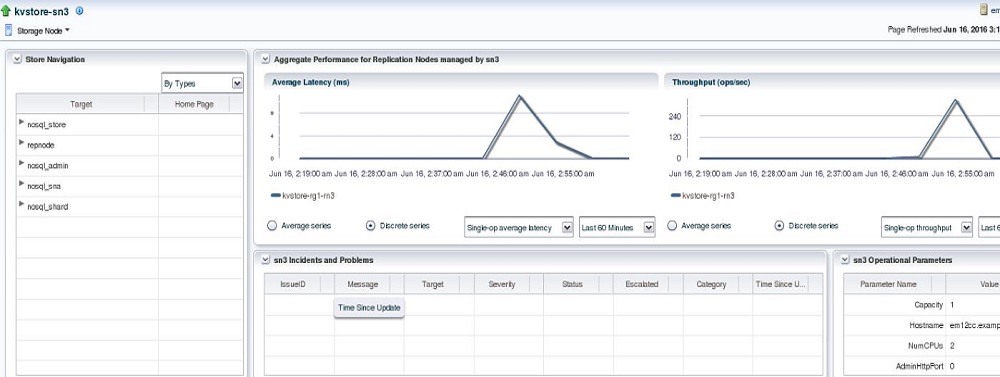 kvstore-sn3
Storage Node
Page Refreshed Jun 16, 2016 3:1
Store Navigation
By Types
Target Home Page
nosql_store
repnode
nosql_admin
nosql_sna
nosql_shard
Aggregate Performance for Replication Nodes managed by sn3
Average Latency (ms)
8
4
0
Jun 16, 2:19:00 am Jun 16, 2:28:00 am Jun 16, 2:37:00 am Jun 16, 2:46:00 am Jun 16, 2:55:00 am
kvstore-rg1-rn3
Average series Discrete series Single-op average latency Last 60 Minutes
Throughput (ops/sec)
240
120
0
Jun 16, 2:19:00 am Jun 16, 2:28:00 am Jun 16, 2:37:00 am Jun 16, 2:46:00 am Jun 16, 2:55:00 am
kvstore-rg1-rn3
Average series Discrete series Single-op throughput Last 6
sn3 Incidents and Problems
IssueID Message Target Severity Status Escalated Category Time Since U...
Time Since Update
sn3 Operational Parameters
Parameter Name Value
Capacity 1
Hostname em12cc.examp
NumCPUs 2
AdminHttpPort 0